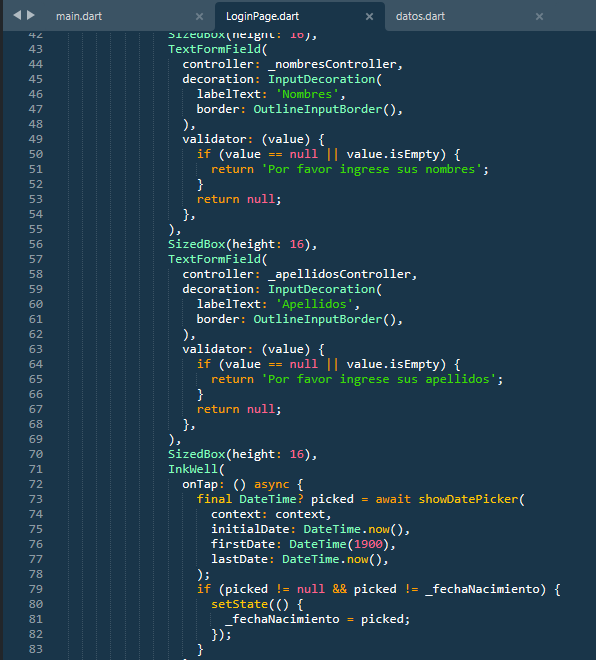 main.dart × LoginPage.dart × datos.dart ×
42 SizedBox(height: 16),
43 TextFormField(
44 controller: _nombresController,
45 decoration: InputDecoration(
46 labelText: 'Nombres',
47 border: OutlineInputBorder(),
48 ),
49 validator: (value) {
50 if (value == null || value.isEmpty) {
51 return 'Por favor ingrese sus nombres';
52 }
53 return null;
54 },
55 ),
56 SizedBox(height: 16),
57 TextFormField(
58 controller: _apellidosController,
59 decoration: InputDecoration(
60 labelText: 'Apellidos',
61 border: OutlineInputBorder(),
62 ),
63 validator: (value) {
64 if (value == null || value.isEmpty) {
65 return 'Por favor ingrese sus apellidos';
66 }
67 return null;
68 },
69 ),
70 SizedBox(height: 16),
71 InkWell(
72 onTap: () async {
73 final DateTime? picked = await showDatePicker(
74 context: context,
75 initialDate: DateTime.now(),
76 firstDate: DateTime(1900),
77 lastDate: DateTime.now(),
78 );
79 if (picked != null && picked != _fechaNacimiento) {
80 setState(() {
81 _fechaNacimiento = picked;
82 });
83 }